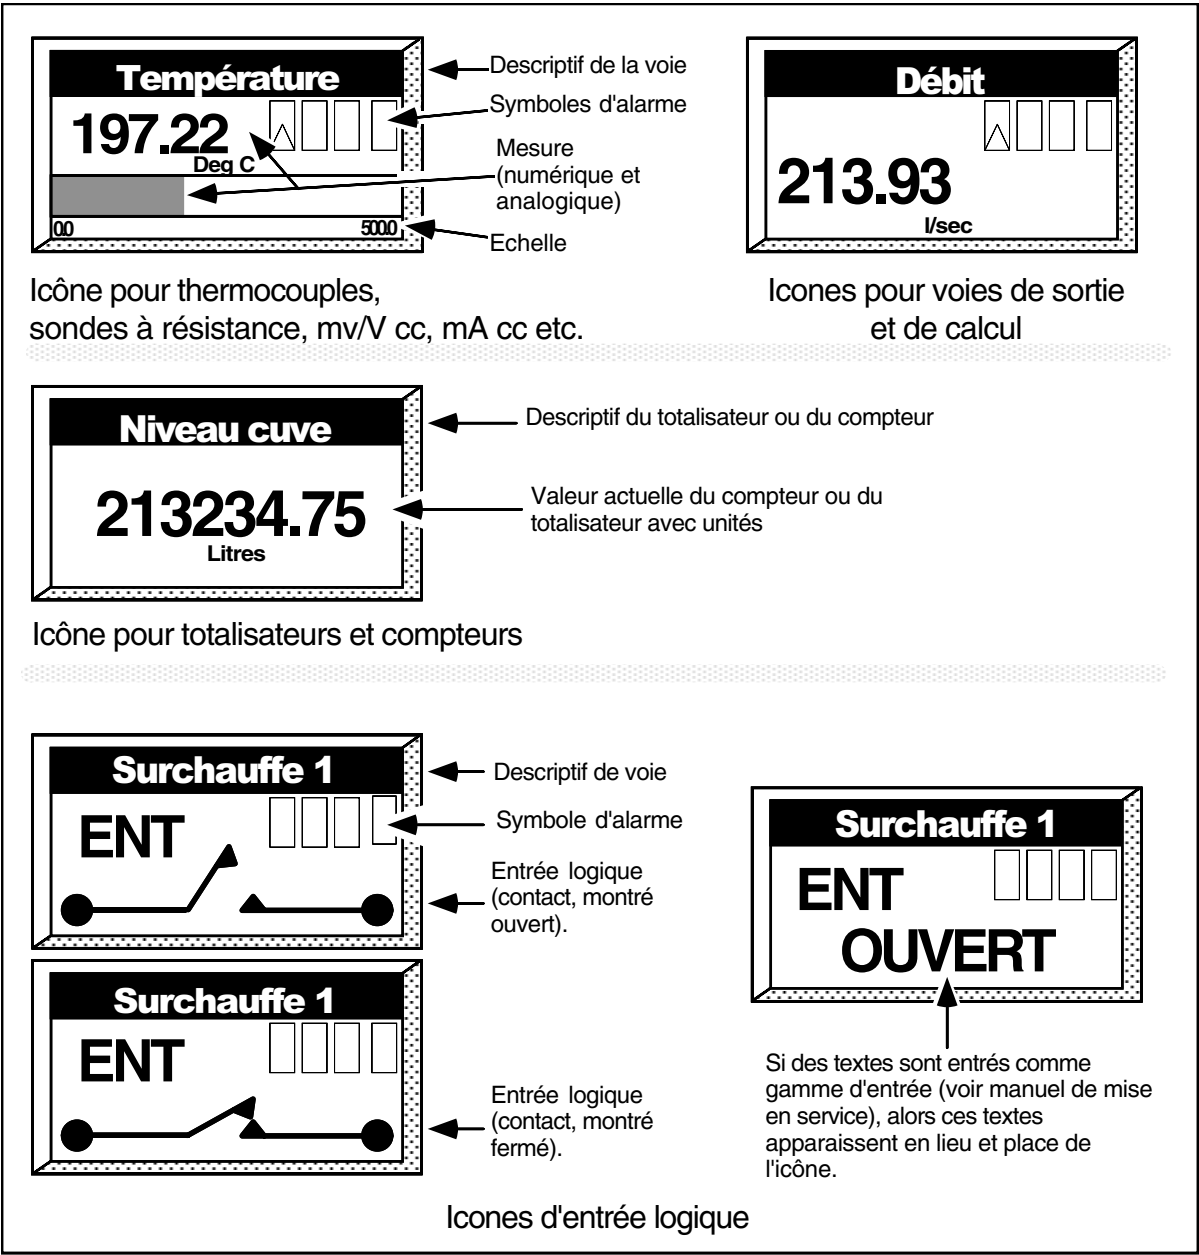 Température
197.22
Deg C
0.0
500.0
Descriptif de la voie
Symboles d'alarme
Mesure
(numérique et
analogique)
Echelle
Icône pour thermocouples,
sondes à résistance, mv/V cc, mA cc etc.
Débit
213.93
l/sec
Icones pour voies de sortie
et de calcul
Niveau cuve
213234.75
Litres
Descriptif du totalisateur ou du compteur
Valeur actuelle du compteur ou du
totalisateur avec unités
Icône pour totalisateurs et compteurs
Surchauffe 1
ENT
Descriptif de voie
Symbole d'alarme
Entrée logique
(contact, montré
ouvert).
Surchauffe 1
ENT
Entrée logique
(contact, montré
fermé).
Surchauffe 1
ENT
OUVERT
Si des textes sont entrés comme
gamme d'entrée (voir manuel de mise
en service), alors ces textes
apparaissent en lieu et place de
l'icône.
Icones d'entrée logique